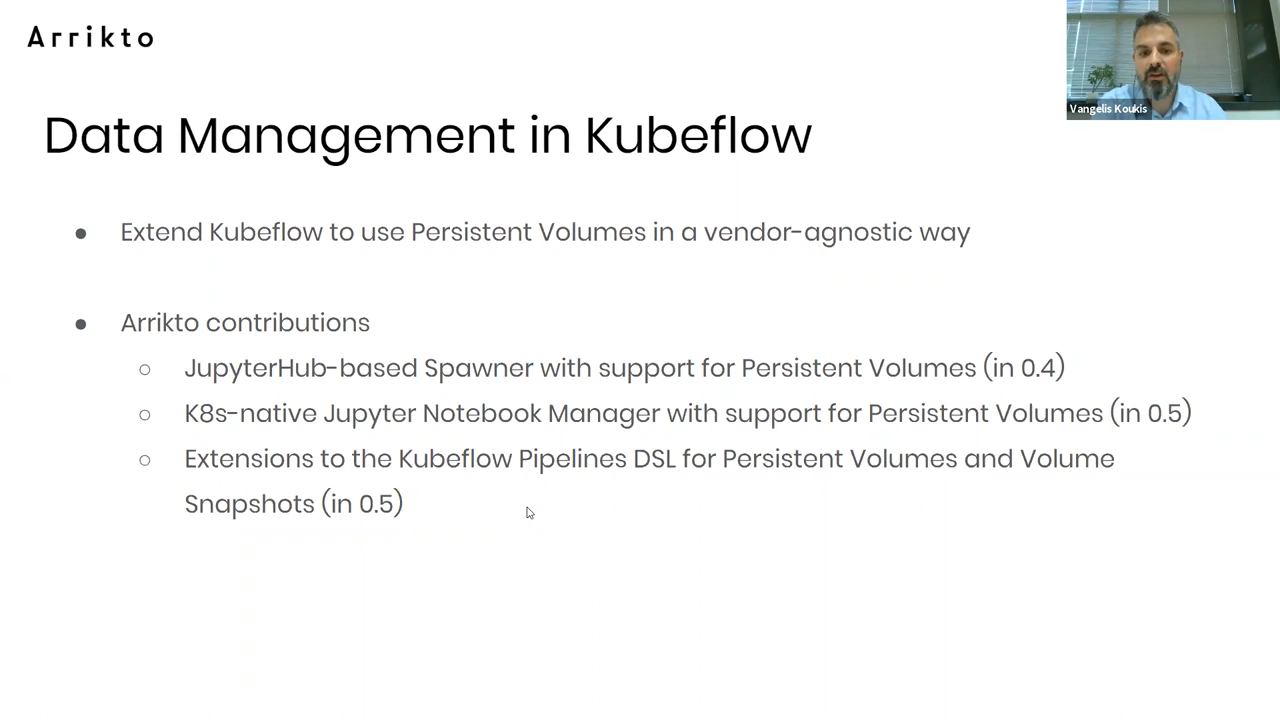 Arrikto
Vangelis Koukis
Data Management in Kubeflow
● Extend Kubeflow to use Persistent Volumes in a vendor-agnostic way
● Arrikto contributions
○ JupyterHub-based Spawner with support for Persistent Volumes (in 0.4)
○ K8s-native Jupyter Notebook Manager with support for Persistent Volumes (in 0.5)
○ Extensions to the Kubeflow Pipelines DSL for Persistent Volumes and Volume
Snapshots (in 0.5)